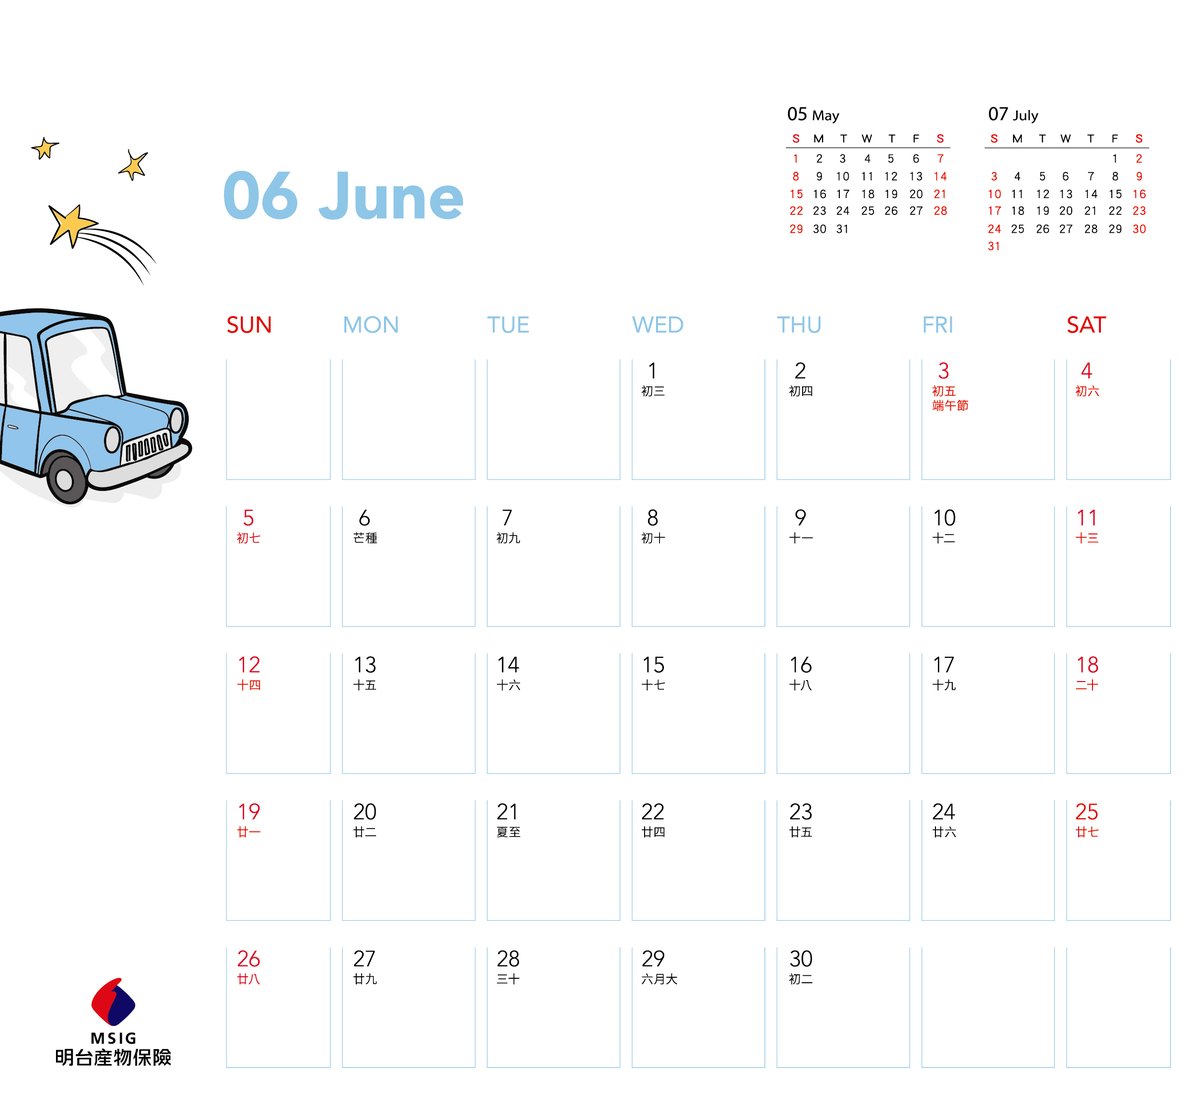 05 May
S M T W T F S
1 2 3 4 5 6 7
8 9 10 11 12 13 14
15 16 17 18 19 20 21
22 23 24 25 26 27 28
29 30 31
07 July
S M T W T F S
1 2
3 4 5 6 7 8 9
10 11 12 13 14 15 16
17 18 19 20 21 22 23
24 25 26 27 28 29 30
31
06 June
SUN MON TUE WED THU FRI SAT
1 2 3 4
初三 初四 初五 初六
端午節
5 6 7 8 9 10 11
初七 芒種 初九 初十 十一 十二 十三
12 13 14 15 16 17 18
十四 十五 十六 十七 十八 十九 二十
19 20 21 22 23 24 25
廿一 廿二 夏至 廿四 廿五 廿六 廿七
26 27 28 29 30
廿八 廿九 三十 六月大 初二
MSIG
明台産物保險